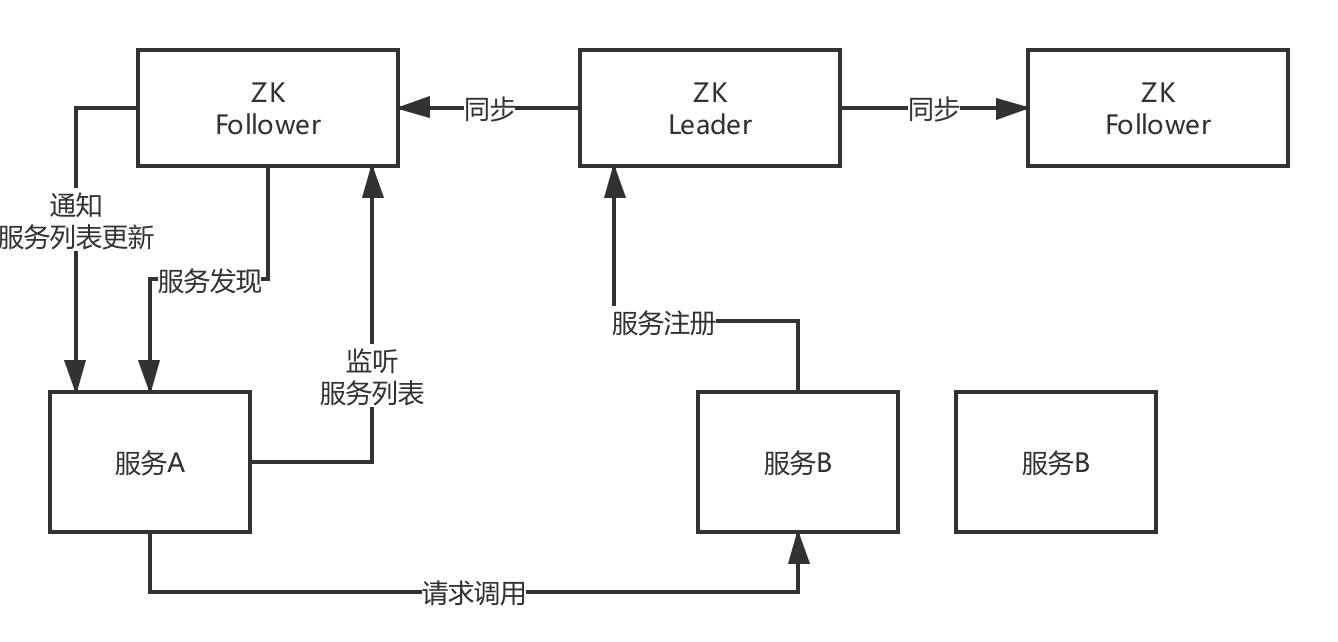 ZK
Follower
同步
ZK
Leader
同步
ZK
Follower
通知
服务列表更新
服务发现
监听
服务列表
服务注册
服务A
服务B
服务B
请求调用